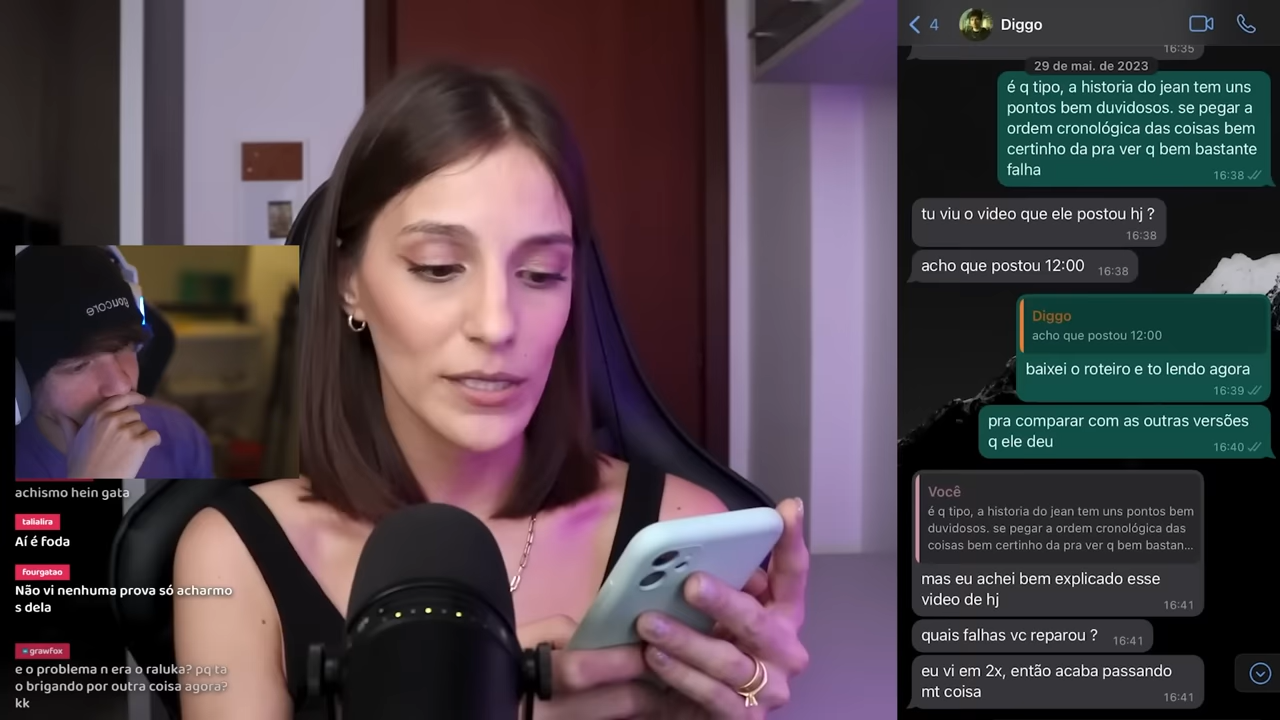 goncore
achismo hein gata
talialira
Aí é foda
fourgatao
Não vi nenhuma prova só acharmo
s dela
grawfox
e o problema n era o raluka? pq ta
o brigando por outra coisa agora?
kk
4
Diggo
16:35
29 de mai. de 2023
é q tipo, a historia do jean tem uns
pontos bem duvidosos. se pegar a
ordem cronológica das coisas bem
certinho da pra ver q bem bastante
falha
16:38
tu viu o video que ele postou hj ?
16:38
acho que postou 12:00 16:38
Diggo
acho que postou 12:00
baixei o roteiro e to lendo agora
16:39
pra comparar com as outras versões
q ele deu 16:40
Você
é q tipo, a historia do jean tem uns pontos bem
duvidosos. se pegar a ordem cronológica das
coisas bem certinho da pra ver q bem bastan...
mas eu achei bem explicado esse
video de hj 16:41
quais falhas vc reparou ? 16:41
eu vi em 2x, então acaba passando
mt coisa 16:41